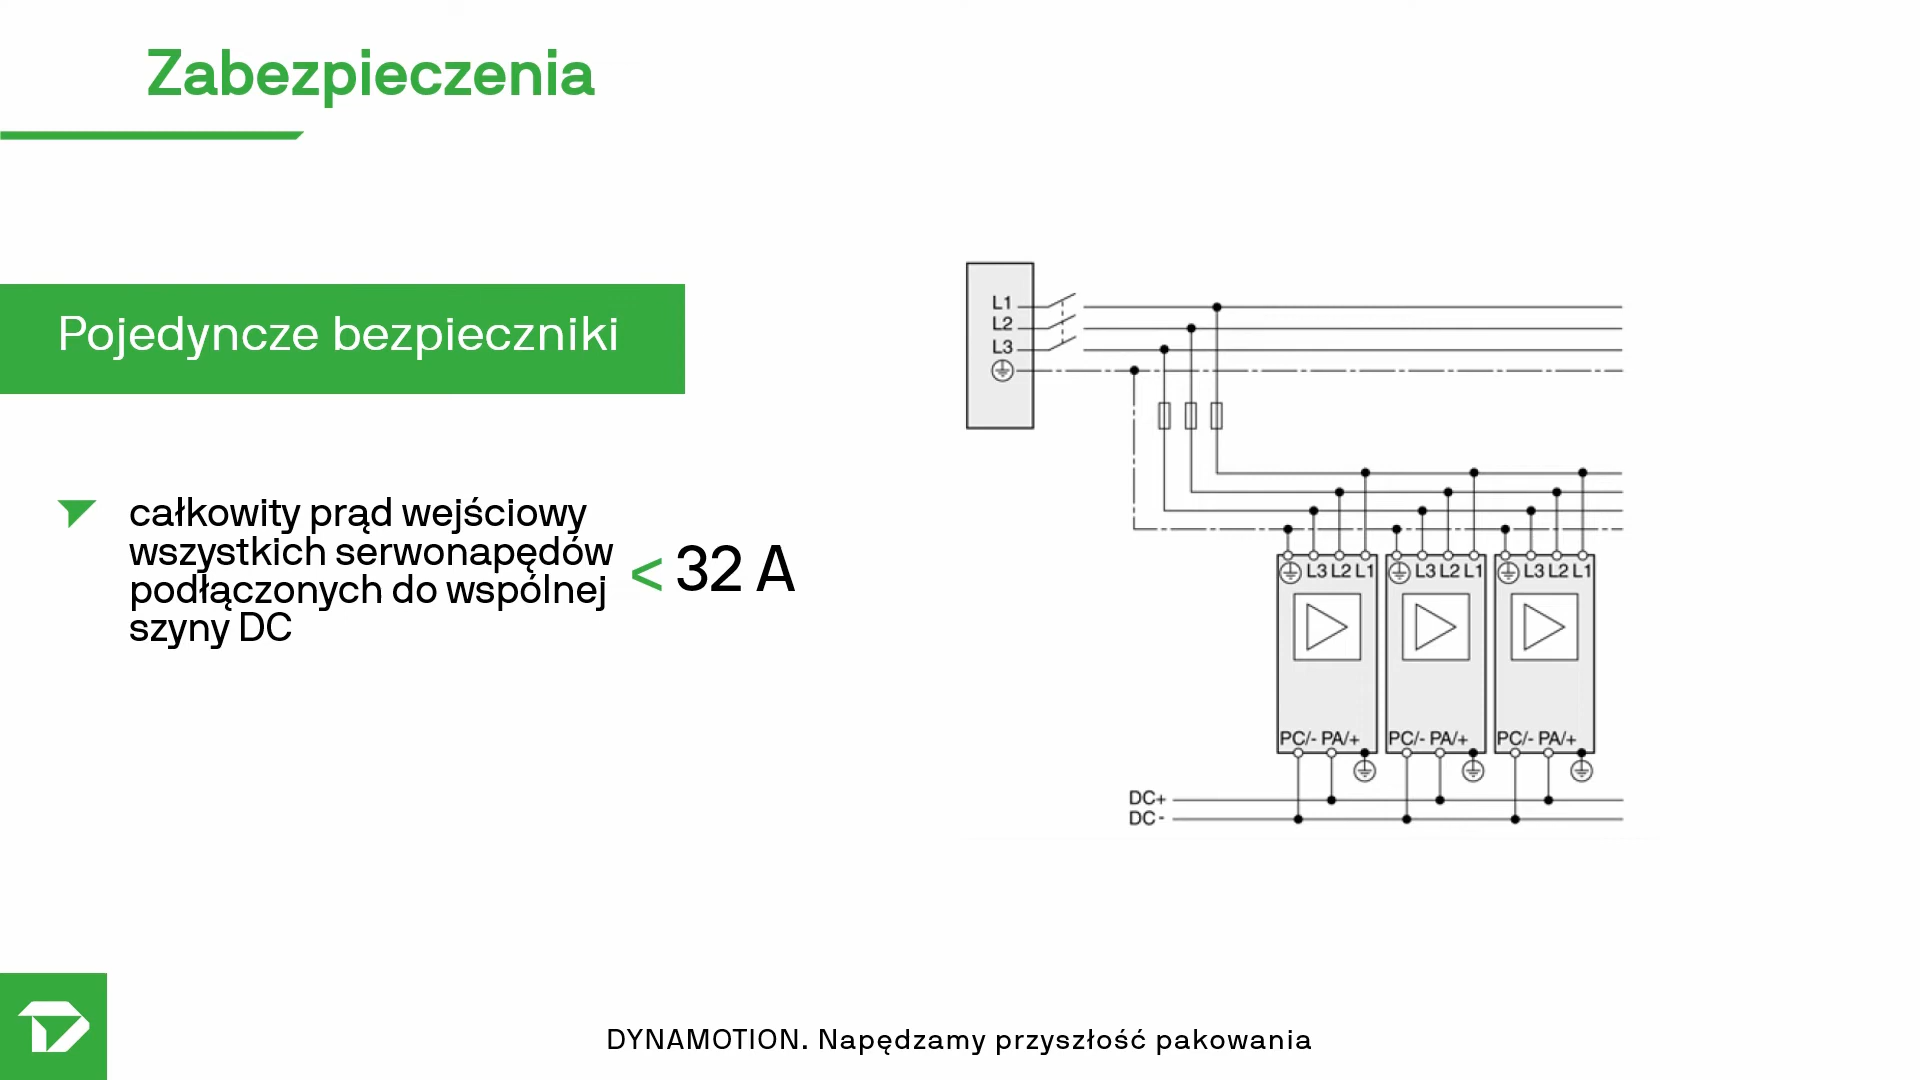 Zabezpieczenia
Pojedyncze bezpieczniki
całkowity prąd wejściowy
wszystkich serwonapędów
podłączonych do wspólnej
szyny DC
< 32 A
L1
L2
L3
L3 L2 L1 L3 L2 L1 L3 L2 L1
PC/- PA/+ PC/- PA/+ PC/- PA/+
DC+
DC-
DYNAMOTION. Napędzamy przyszłość pakowania